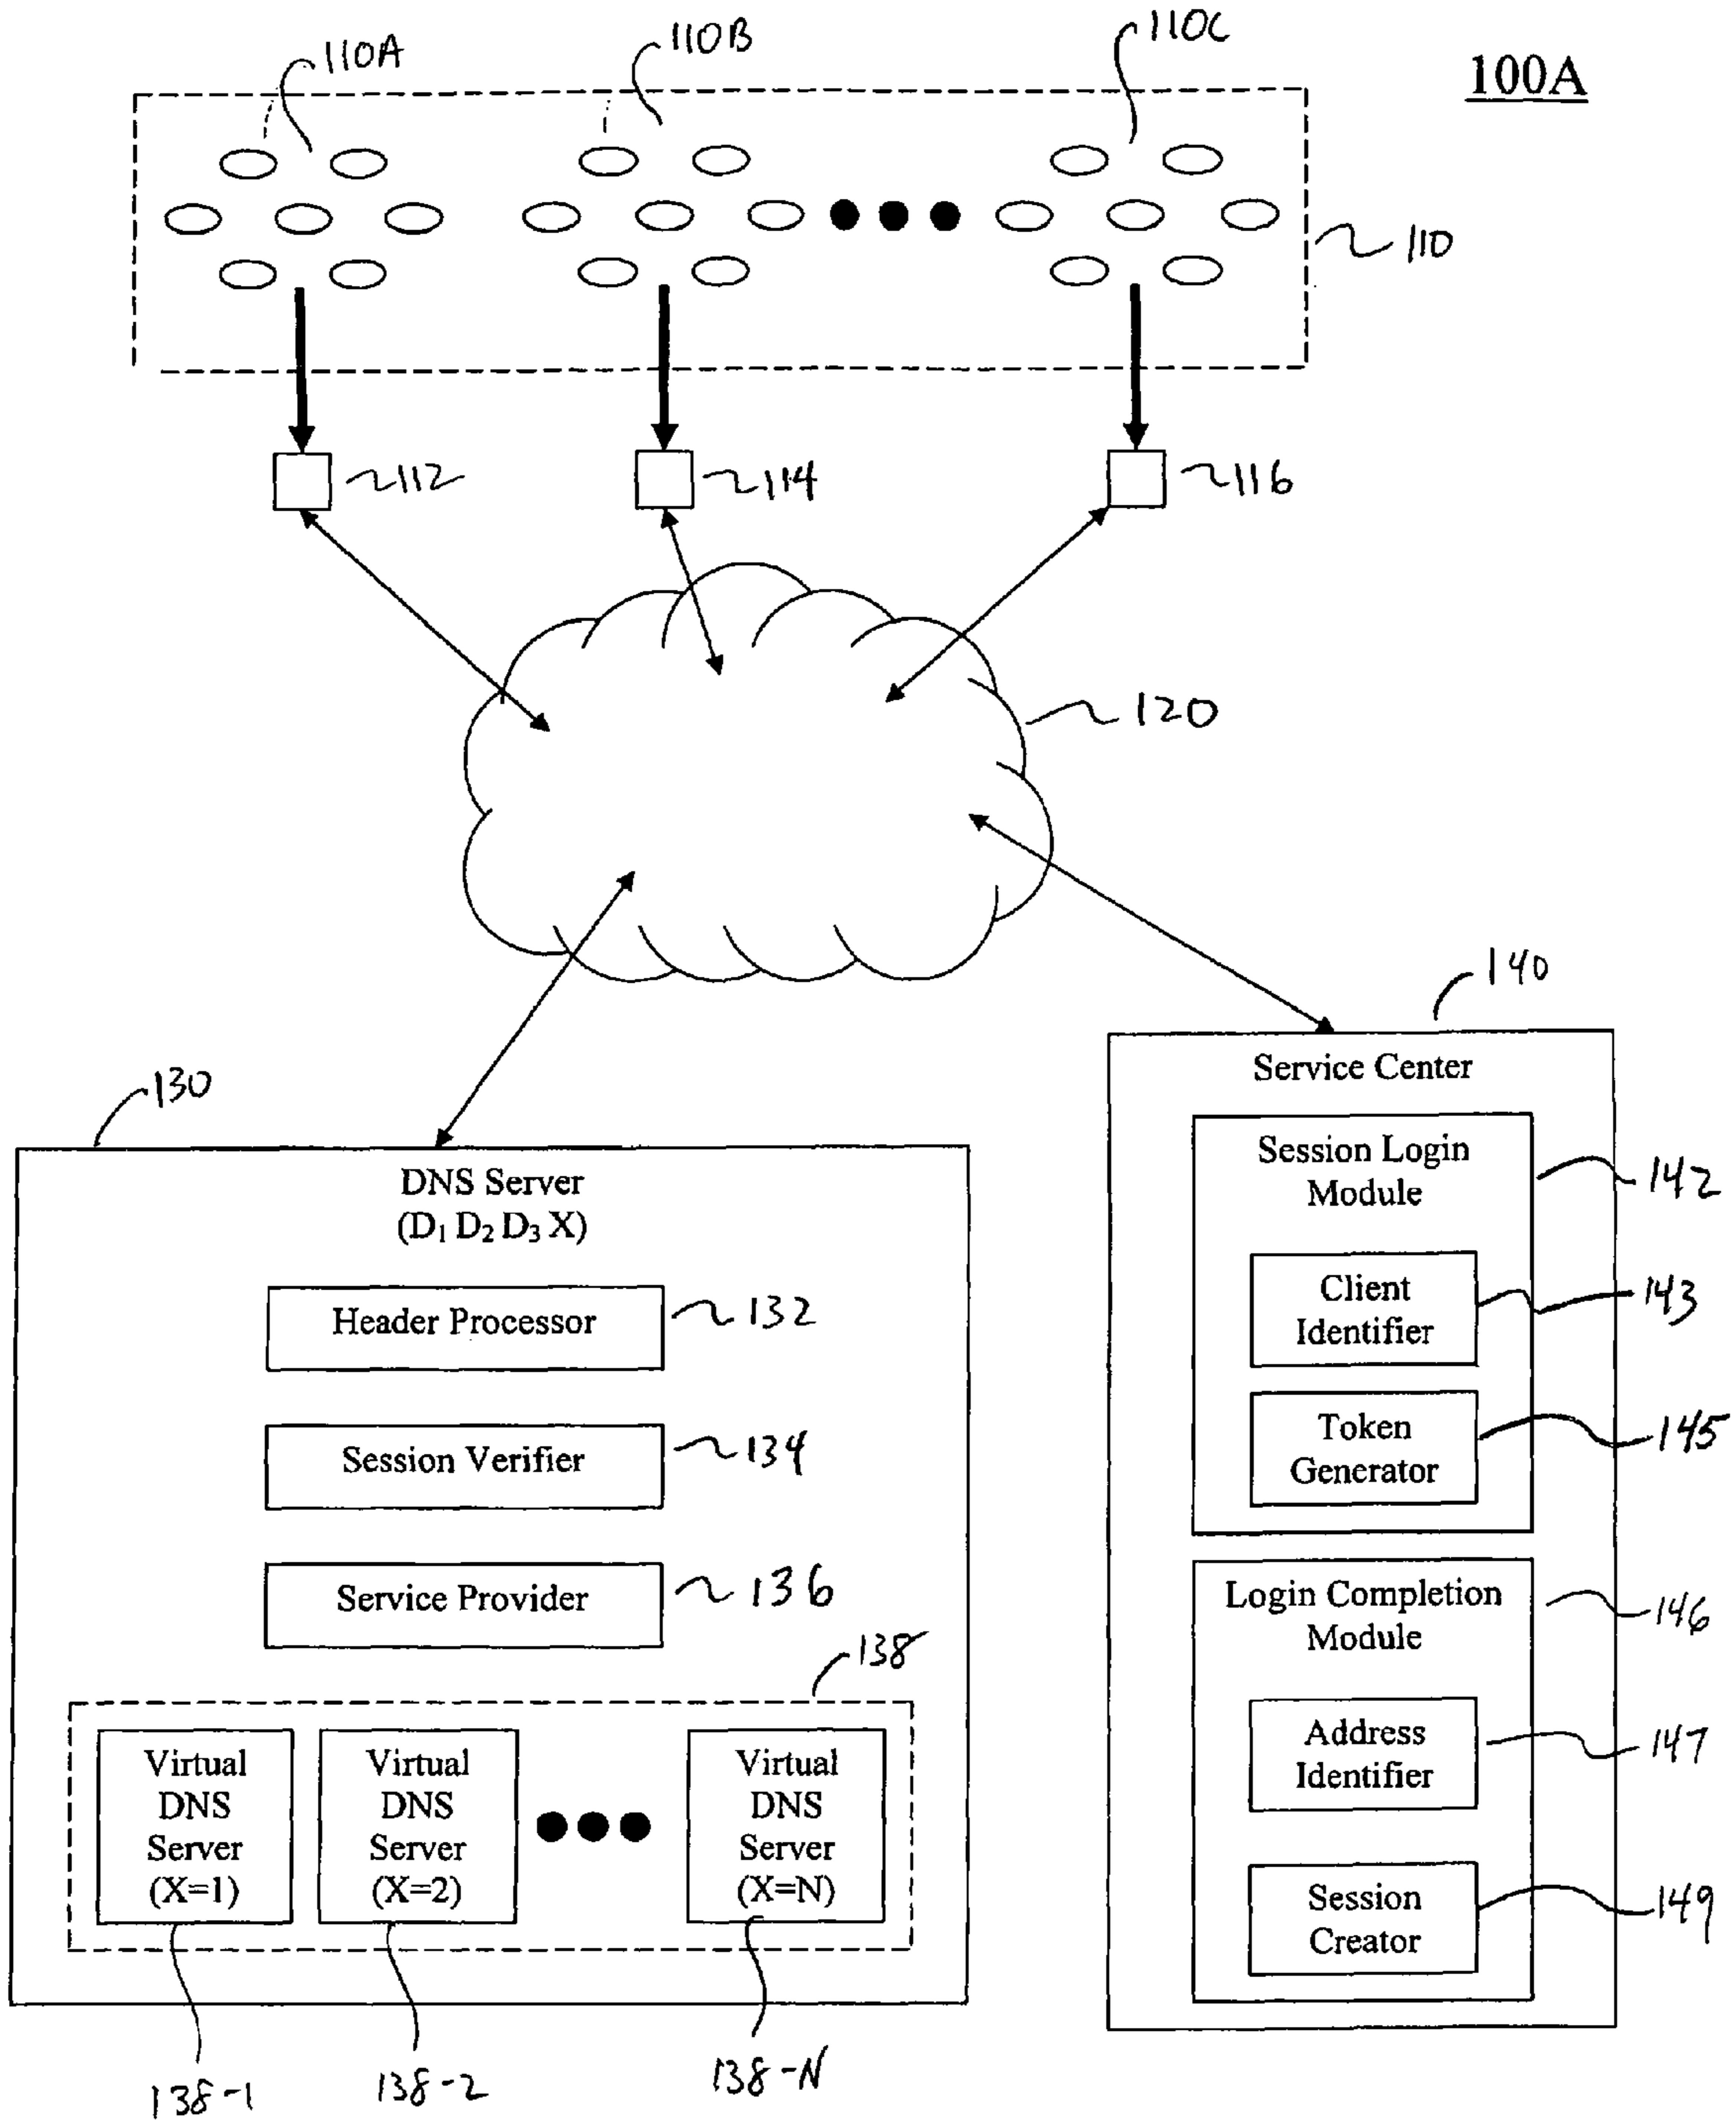 110A
110B
110C
100A
110
112
114
116
120
140
Service Center
130
Session Login
Module
142
DNS Server
(D₁ D₂ D₃ X)
Client
Identifier
143
Header Processor
132
Token
Generator
145
Session Verifier
134
Service Provider
136
Login Completion
Module
146
138
Address
Identifier
147
Virtual
DNS
Server
(X=1)
Virtual
DNS
Server
(X=2)
Virtual
DNS
Server
(X=N)
Session
Creator
149
138-1
138-2
138-N